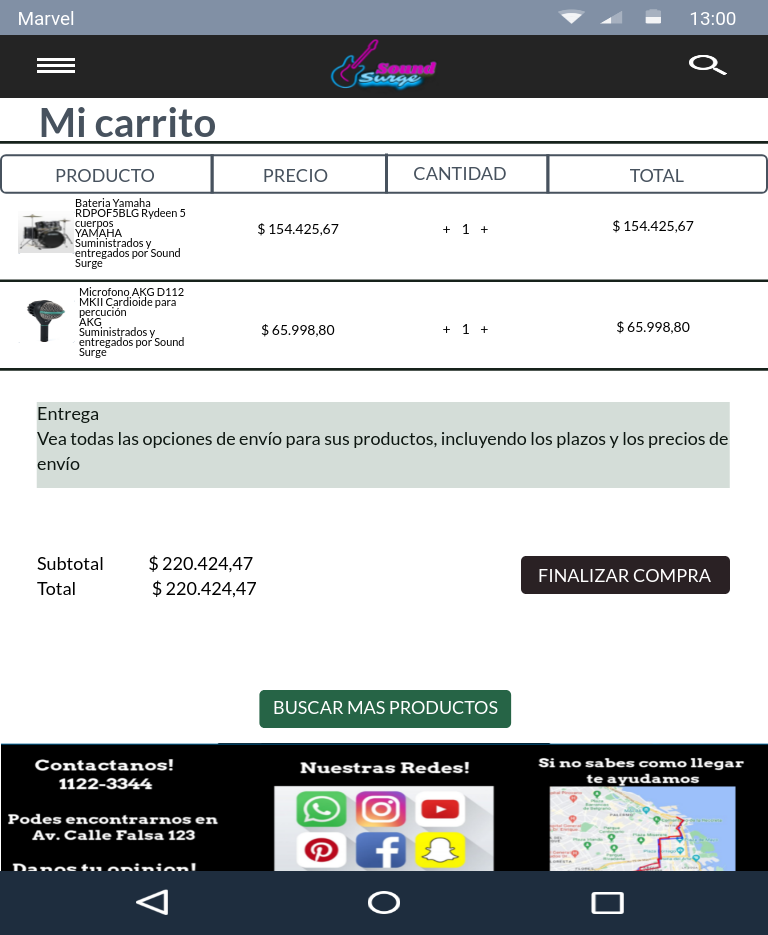 Marvel 13:00
Sound
Surge
Mi carrito
PRODUCTO PRECIO CANTIDAD TOTAL
Bateria Yamaha
RDPOF5BLG Rydeen 5
cuerpos
YAMAHA
Suministrados y
entregados por Sound
Surge
$ 154.425,67 + 1 + $ 154.425,67
Microfono AKG D112
MKII Cardioide para
percución
AKG
Suministrados y
entregados por Sound
Surge
$ 65.998,80 + 1 + $ 65.998,80
Entrega
Vea todas las opciones de envío para sus productos, incluyendo los plazos y los precios de
envío
Subtotal $ 220.424,47
Total $ 220.424,47
FINALIZAR COMPRA
BUSCAR MAS PRODUCTOS
Contactanos!
1122-3344
Podes encontrarnos en
Av. Calle Falsa 123
Danos tu opinion!
Nuestras Redes!
Si no sabes como llegar
te ayudamos